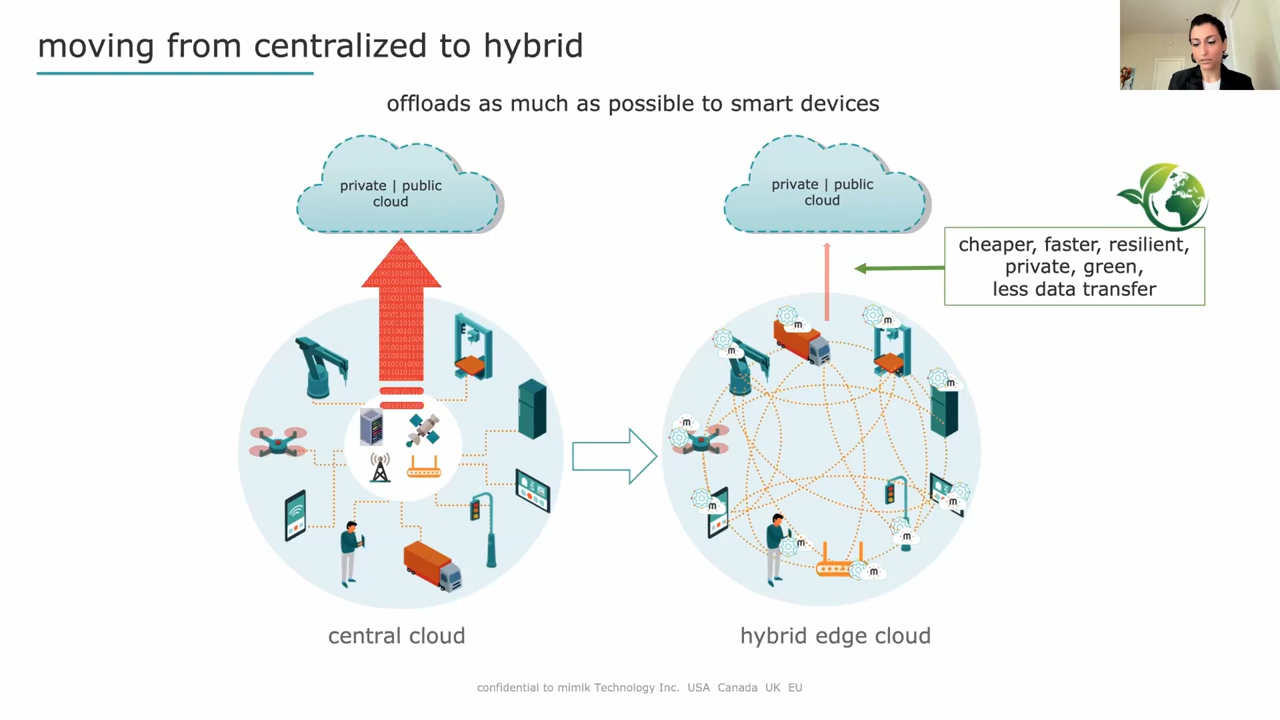 moving from centralized to hybrid
offloads as much as possible to smart devices
private | public
cloud
private | public
cloud
cheaper, faster, resilient,
private, green,
less data transfer
m
m
m
m
m
m
m
m
m
m
central cloud
hybrid edge cloud
confidential to mimik Technology Inc. USA Canada UK EU